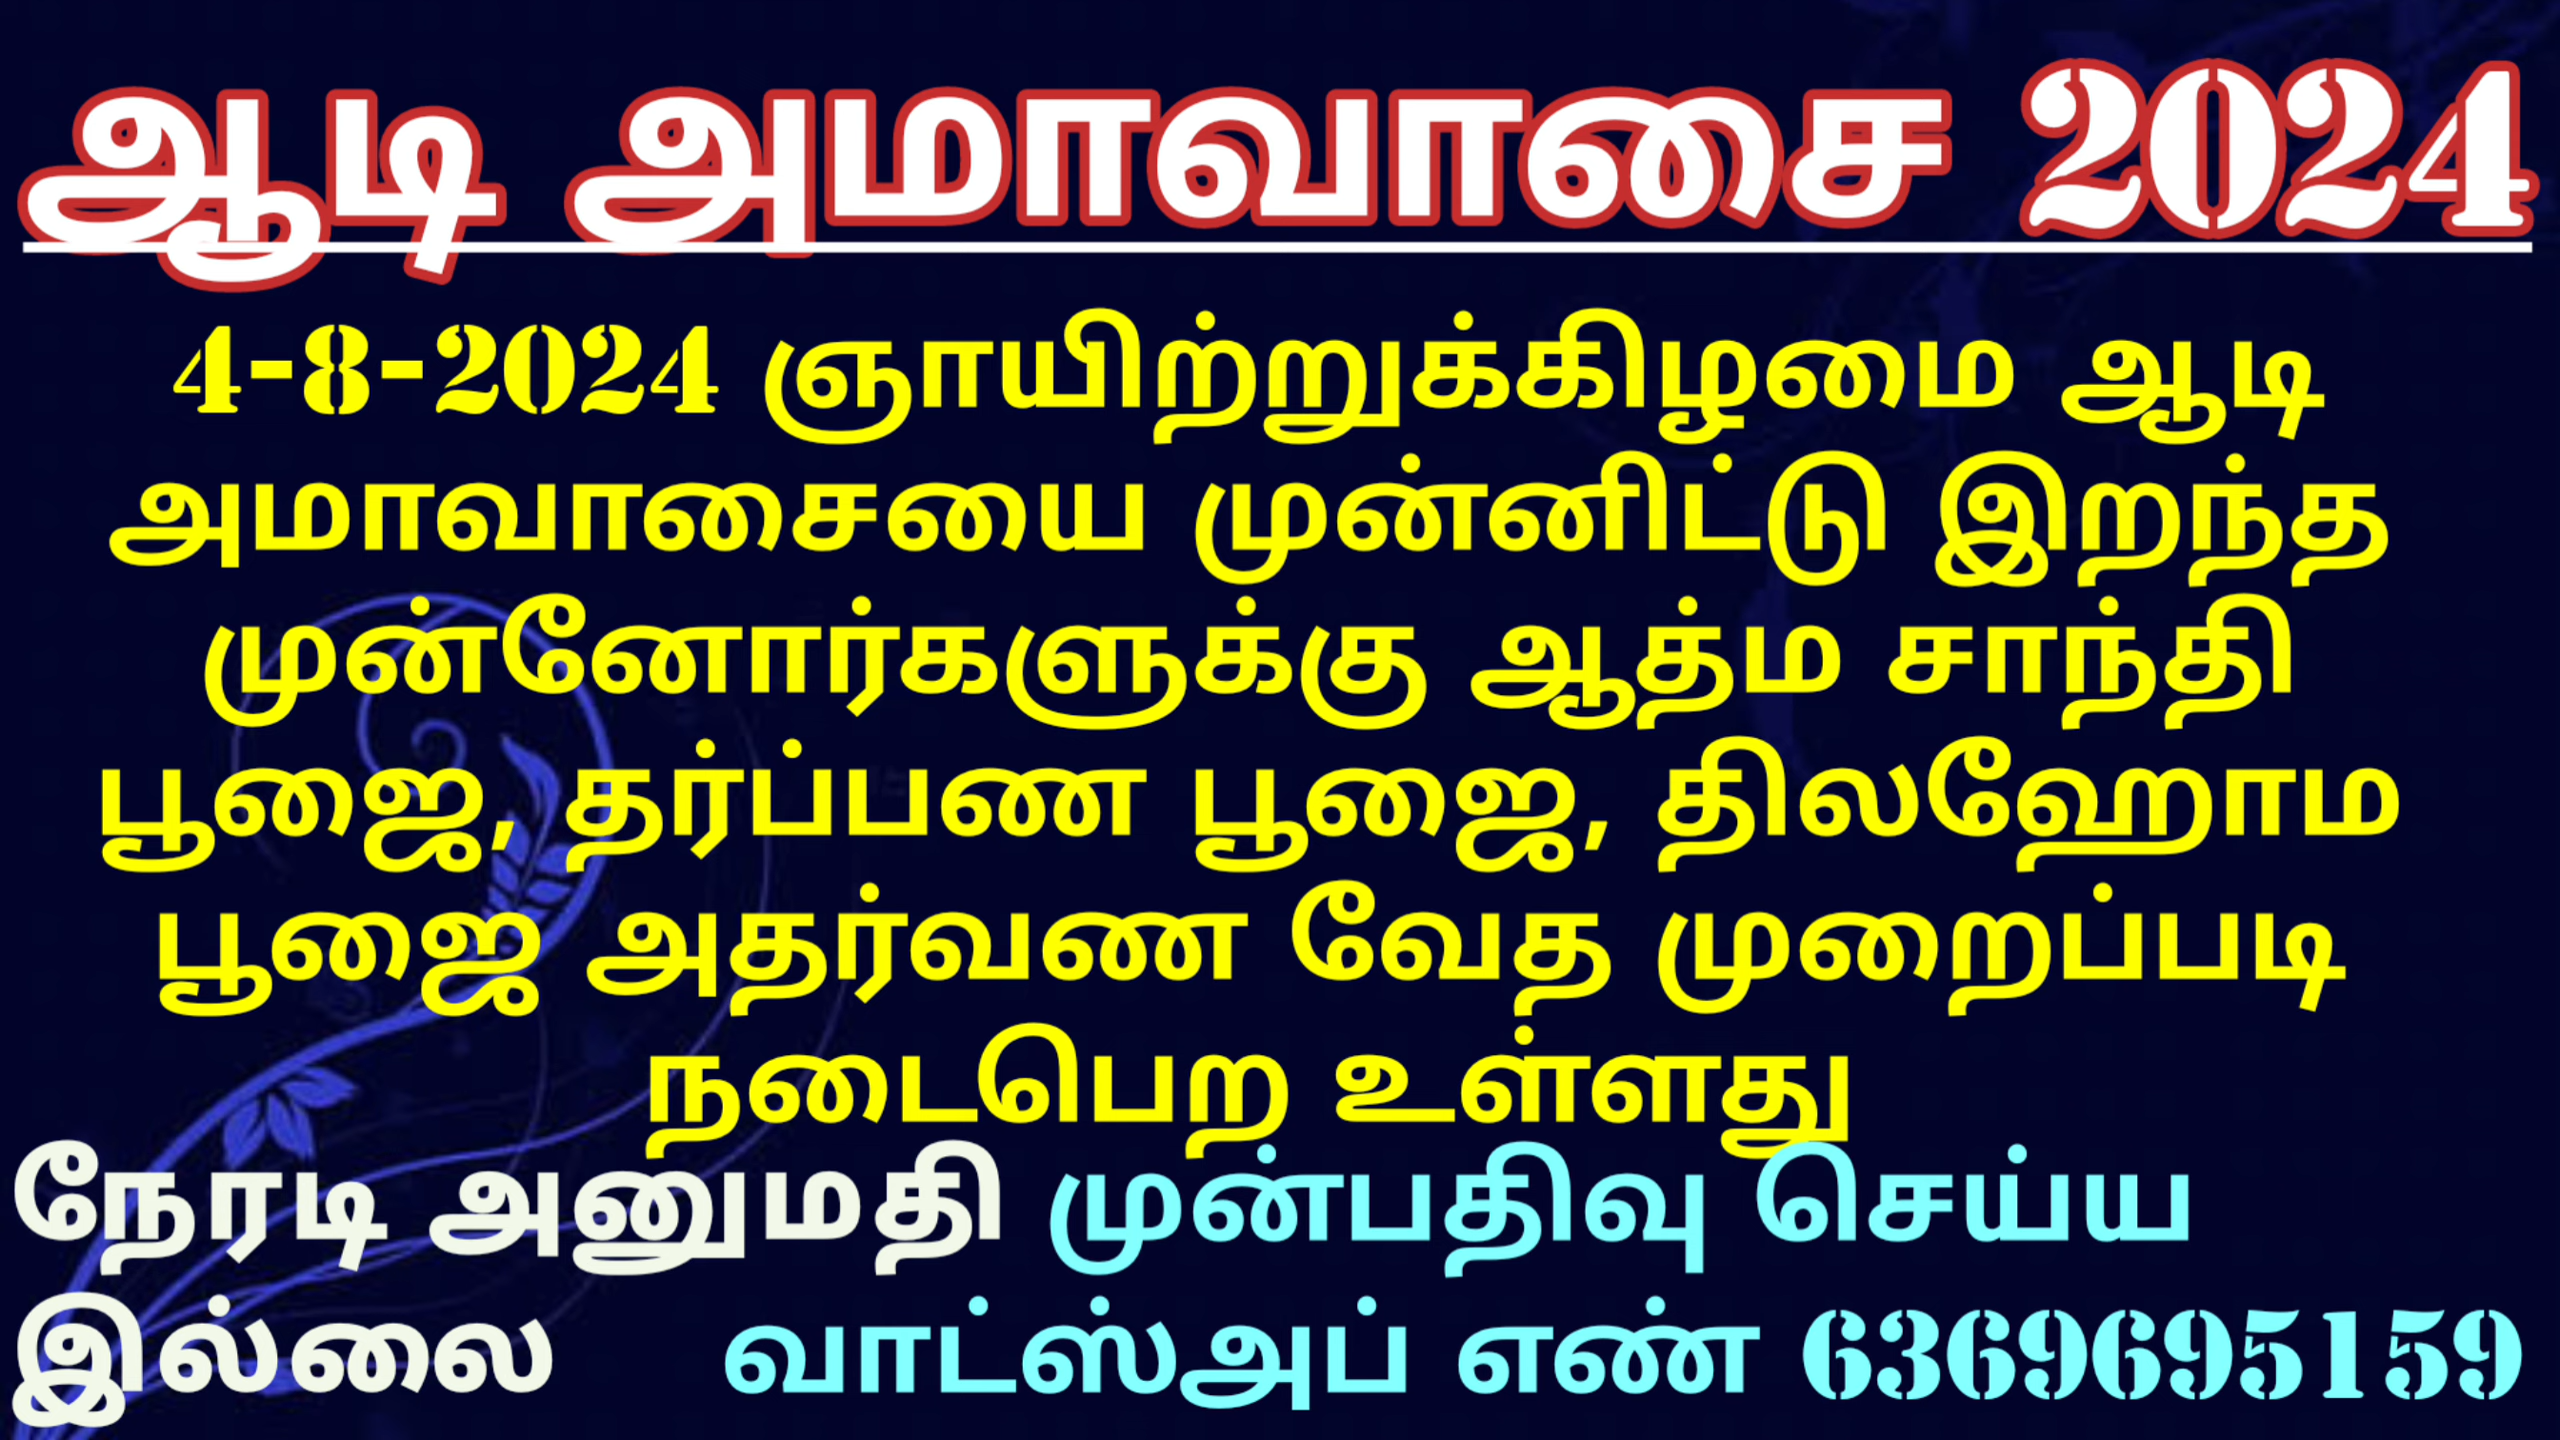 ஆடி அமாவாசை 2024
4-8-2024 ஞாயிற்றுக்கிழமை ஆடி
அமாவாசையை முன்னிட்டு இறந்த
முன்னோர்களுக்கு ஆத்ம சாந்தி
பூஜை, தர்ப்பண பூஜை, திலஹோம
பூஜை அதர்வண வேத முறைப்படி
நடைபெற உள்ளது
நேரடி அனுமதி முன்பதிவு செய்ய
இல்லை வாட்ஸ்அப் எண் 6369695159